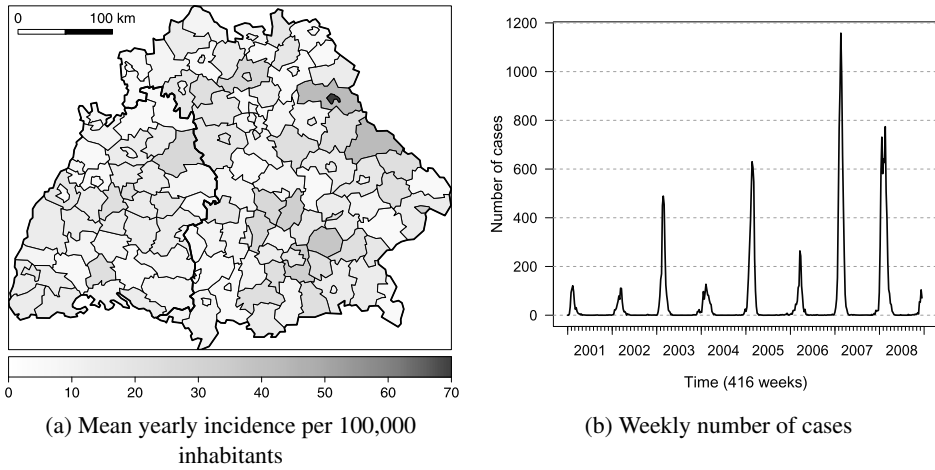 0 100 km
0 10 20 30 40 50 60 70
(a) Mean yearly incidence per 100,000
inhabitants
Number of cases
1200
1000
800
600
400
200
0
2001 2002 2003 2004 2005 2006 2007 2008
Time (416 weeks)
(b) Weekly number of cases